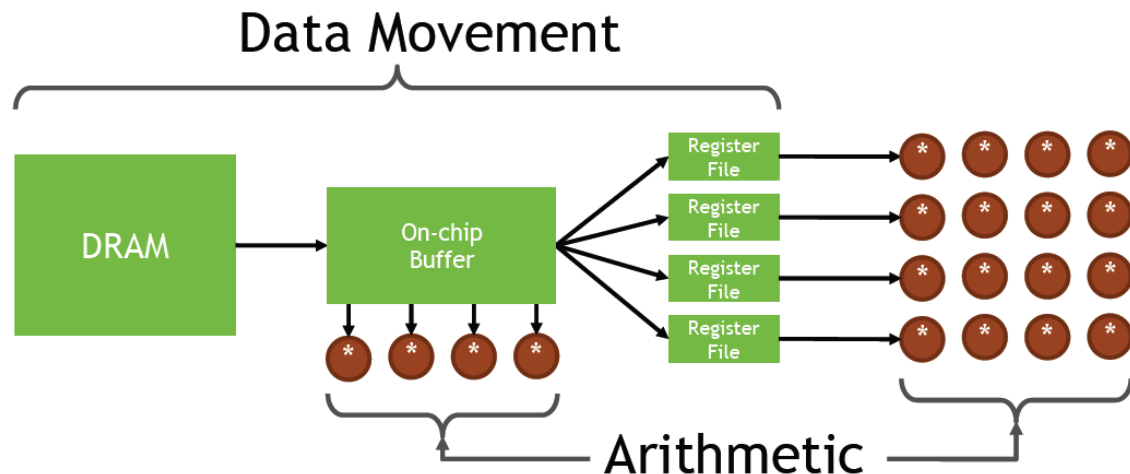 Data Movement
DRAM
On-chip
Buffer
Register
File
Register
File
Register
File
Register
File
* * * *
* * * *
* * * *
* * * *
* * * *
Arithmetic